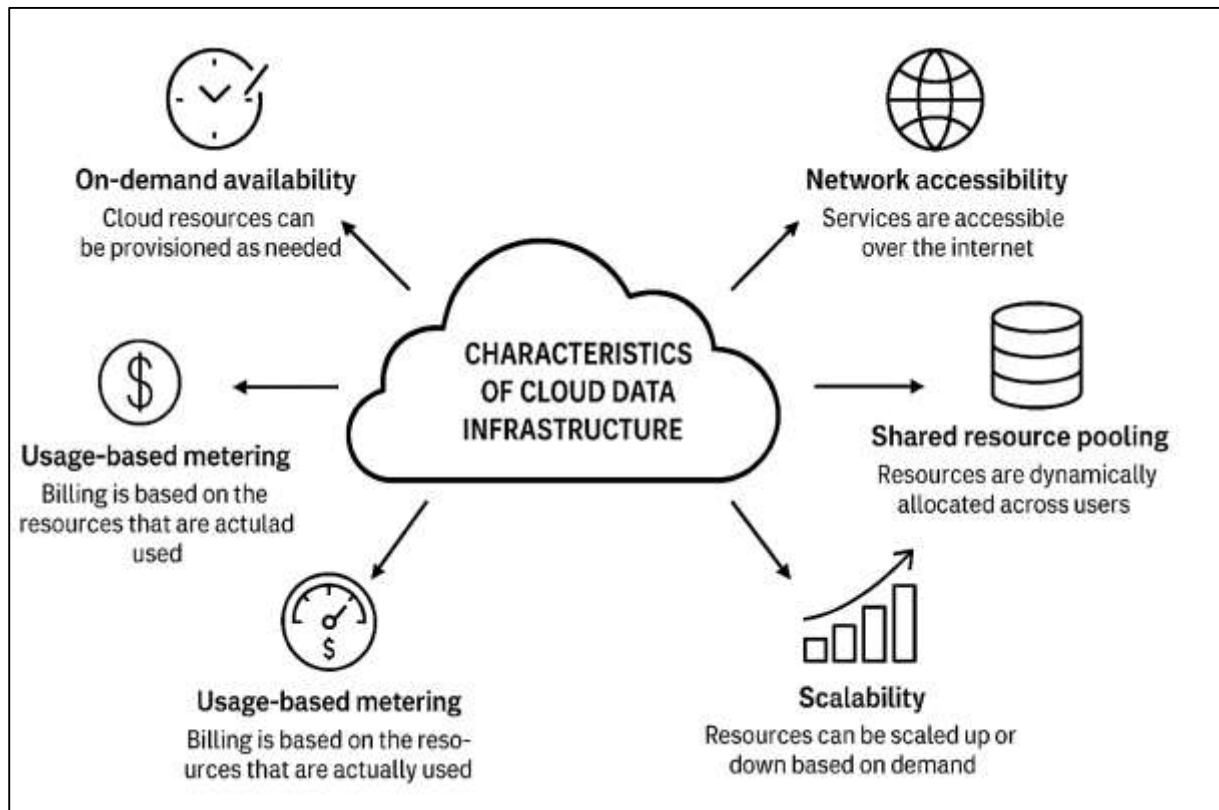 On-demand availability
Cloud resources can
be provisioned as needed
Network accessibility
Services are accessible
over the internet
CHARACTERISTICS
OF CLOUD DATA
INFRASTRUCTURE
$
Usage-based metering
Billing is based on the
resources that are actulad
used
Shared resource pooling
Resources are dynamically
allocated across users
$
Usage-based metering
Billing is based on the reso-
urces that are actually used
Scalability
Resources can be scaled up or
down based on demand